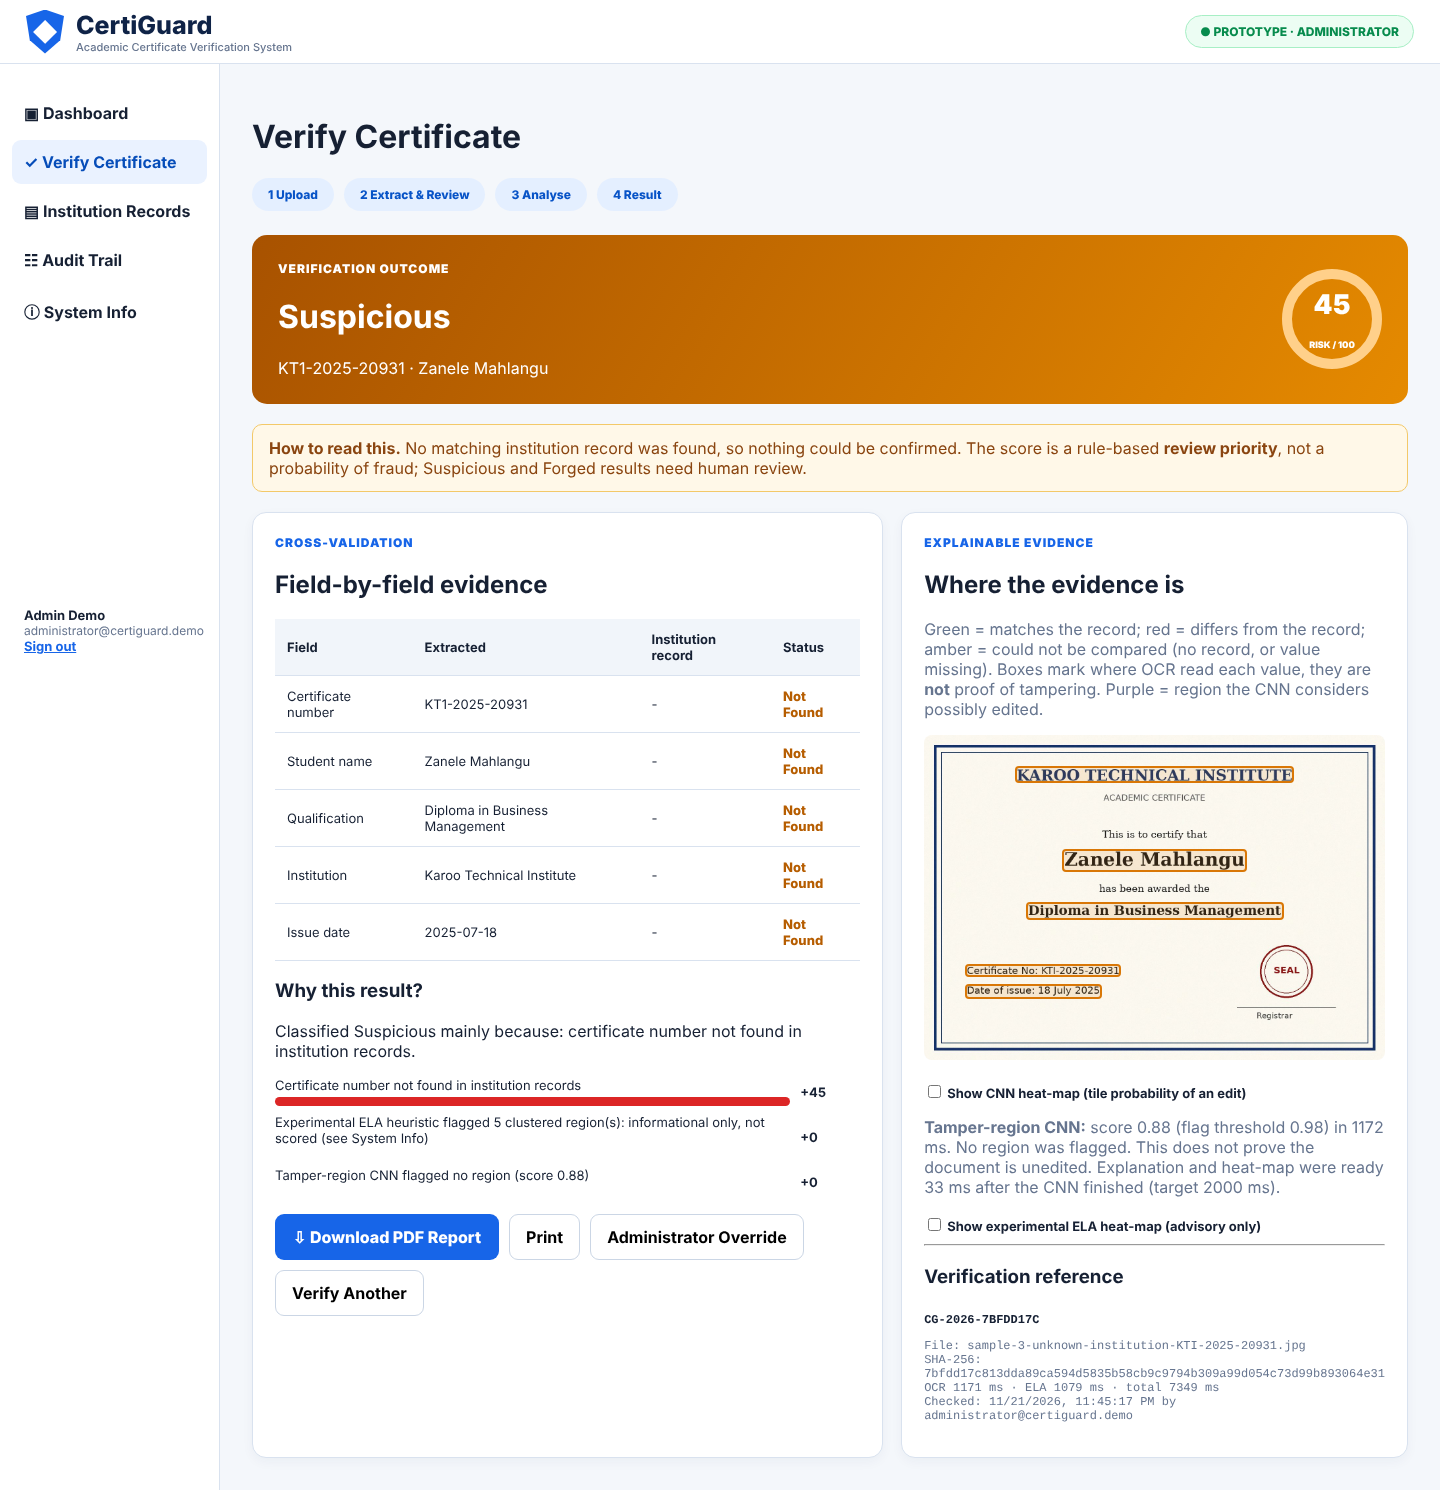 CertiGuard
Academic Certificate Verification System
PROTOTYPE · ADMINISTRATOR
Dashboard
✓ Verify Certificate
Institution Records
Audit Trail
System Info
Admin Demo
administrator@certiguard.demo
Sign out
Verify Certificate
1 Upload
2 Extract & Review
3 Analyse
4 Result
VERIFICATION OUTCOME
Suspicious
KT1-2025-20931 · Zanele Mahlangu
45
RISK / 100
How to read this. No matching institution record was found, so nothing could be confirmed. The score is a rule-based review priority, not a
probability of fraud; Suspicious and Forged results need human review.
CROSS-VALIDATION
Field-by-field evidence
Field Extracted Institution record Status
Certificate number KT1-2025-20931 - Not Found
Student name Zanele Mahlangu - Not Found
Qualification Diploma in Business Management - Not Found
Institution Karoo Technical Institute - Not Found
Issue date 2025-07-18 - Not Found
Why this result?
Classified Suspicious mainly because: certificate number not found in
institution records.
Certificate number not found in institution records +45
Experimental ELA heuristic flagged 5 clustered region(s): informational only, not
scored (see System Info) +0
Tamper-region CNN flagged no region (score 0.88) +0
⇩ Download PDF Report
Print
Administrator Override
Verify Another
EXPLAINABLE EVIDENCE
Where the evidence is
Green = matches the record; red = differs from the record;
amber = could not be compared (no record, or value
missing). Boxes mark where OCR read each value, they are
not proof of tampering. Purple = region the CNN considers
possibly edited.
KAROO TECHNICAL INSTITUTE
ACADEMIC CERTIFICATE
This is to certify that
Zanele Mahlangu
has been awarded the
Diploma in Business Management
Certificate No: KTI-2025-20931
Date of issue: 18 July 2025
SEAL
Registrar
Show CNN heat-map (tile probability of an edit)
Tamper-region CNN: score 0.88 (flag threshold 0.98) in 1172
ms. No region was flagged. This does not prove the
document is unedited. Explanation and heat-map were ready
33 ms after the CNN finished (target 2000 ms).
Show experimental ELA heat-map (advisory only)
Verification reference
CG-2026-7BFDD17C
File: sample-3-unknown-institution-KTI-2025-20931.jpg
SHA-256:
7bfdd17c813dda89ca594d5835b58cb9c9794b309a99d054c73d99b893064e31
OCR 1171 ms · ELA 1079 ms · total 7349 ms
Checked: 11/21/2026, 11:45:17 PM by
administrator@certiguard.demo